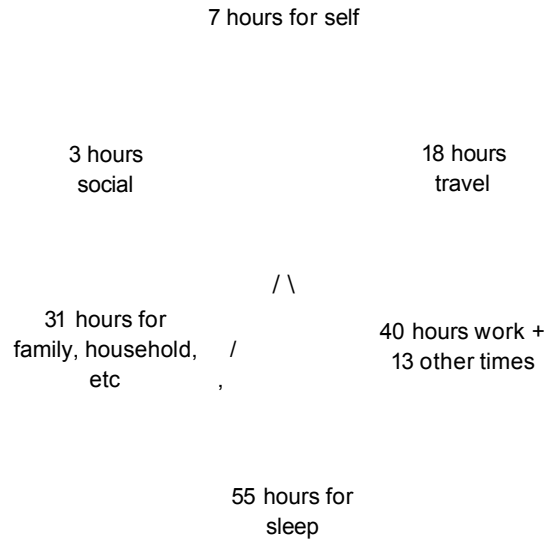 7 hours for self
3 hours
social
18 hours
travel
/ \
31 hours for
family, household, /
etc ,
40 hours work +
13 other times
55 hours for
sleep